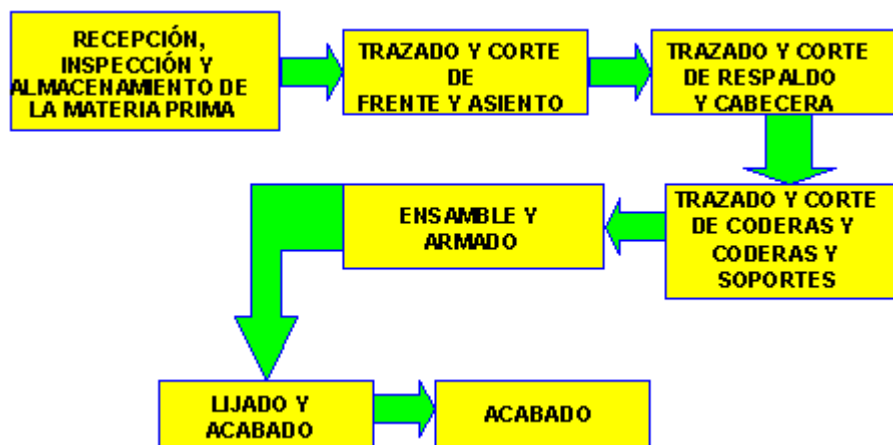 RECEPCIÓN,
INSPECCIÓN Y
ALMACENAMIENTO DE
LA MATERIA PRIMA
TRAZADO Y CORTE
DE
FRENTE Y ASIENTO
TRAZADO Y CORTE
DE RESPALDO
Y CABECERA
TRAZADO Y CORTE
DE CODERAS Y
CODERAS Y
SOPORTES
ENSAMBLE Y
ARMADO
LIJADO Y
ACABADO
ACABADO